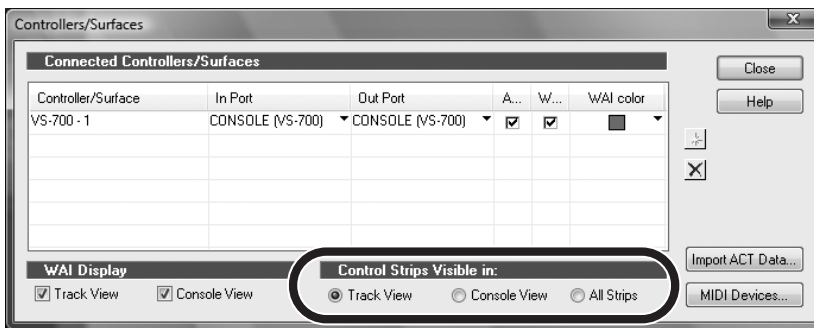 Controllers/Surfaces
Connected Controllers/Surfaces
Controller/Surface In Port Out Port A... W... WAI color
VS-700 - 1 CONSOLE (VS-700) CONSOLE (VS-700)
Close
Help
WAI Display
Track View Console View
Control Strips Visible in:
Track View Console View All Strips
Import ACT Data...
MIDI Devices...